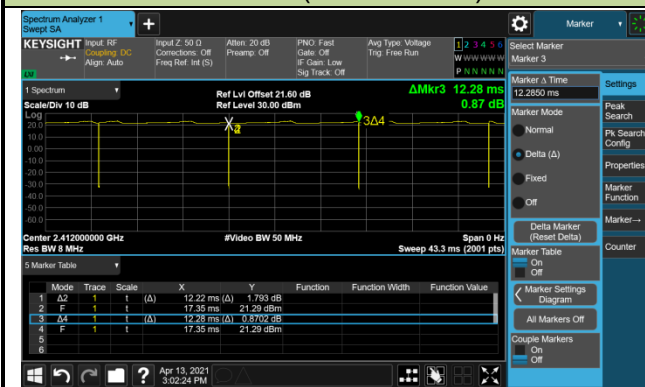 Spectrum Analyzer 1
Swept SA
Marker
KEYSIGHT
Input: RF
Coupling: DC
Align: Auto
Input Z: 50 Ω
Corrections: Off
Freq Ref: Int (S)
Atten: 20 dB
Preamp: Off
PNO: Fast
Gate: Off
IF Gain: Low
Sig Track: Off
Avg Type: Voltage
Trig: Free Run
1 2 3 4 5 6
W W W W W W
P N N N N N
Select Marker
Marker 3
LXI
1 Spectrum
Scale/Div 10 dB
Log
Ref Lvl Offset 21.60 dB
Ref Level 30.00 dBm
ΔMkr3 12.28 ms
0.87 dB
20.0
10.0
0.00
-10.0
-20.0
-30.0
-40.0
-50.0
-60.0
3Δ4
Center 2.412000000 GHz
Res BW 8 MHz
#Video BW 50 MHz
Span 0 Hz
Sweep 43.3 ms (2001 pts)
5 Marker Table
Mode Trace Scale X Y Function Function Width Function Value
1 Δ2 1 t (Δ) 12.22 ms (Δ) 1.793 dB
2 F 1 t 17.35 ms 21.29 dBm
3 Δ4 1 t (Δ) 12.28 ms (Δ) 0.8702 dB
4 F 1 t 17.35 ms 21.29 dBm
5
6
Marker Δ Time
12.2850 ms
Marker Mode
Normal
Delta (Δ)
Fixed
Off
Delta Marker
(Reset Delta)
Marker Table
On
Off
Marker Settings
Diagram
All Markers Off
Couple Markers
On
Off
Settings
Peak
Search
Pk Search
Config
Properties
Marker
Function
Marker→
Counter
Apr 13, 2021
3:02:24 PM